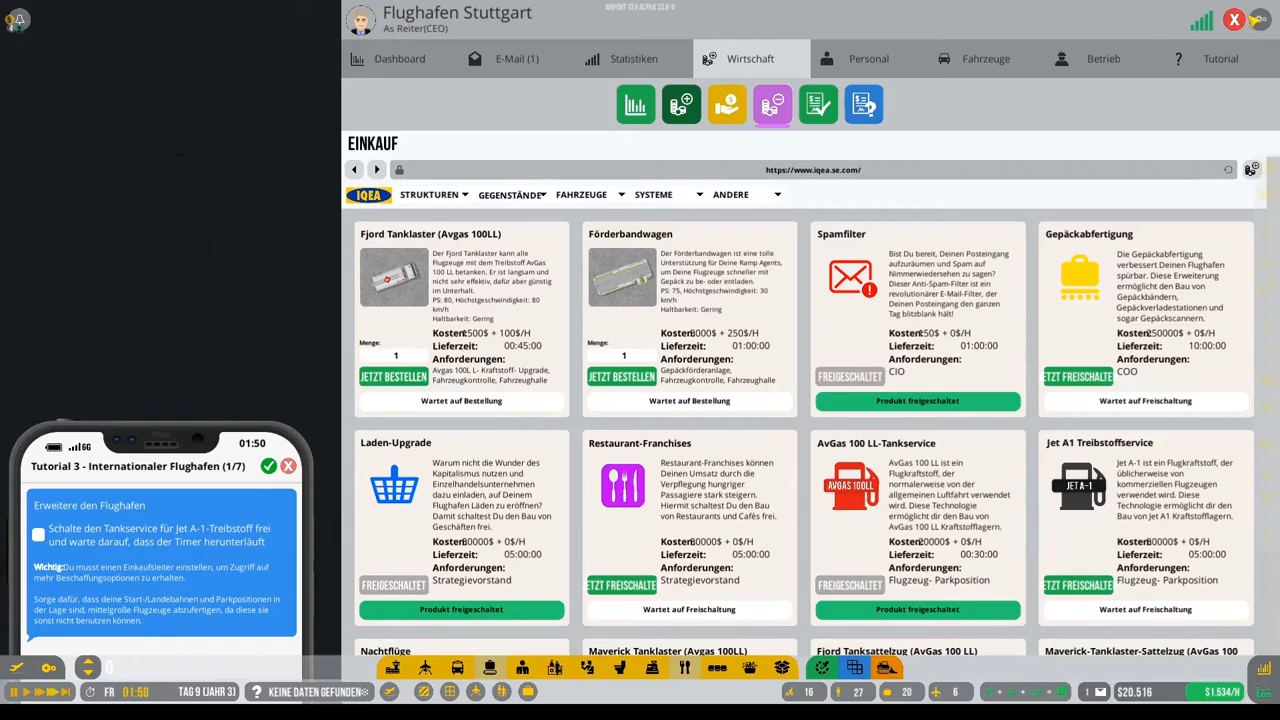 AIRPORT CEO ALPHA 33.6-0
Flughafen Stuttgart
As Reiter(CEO)
Dashboard
E-Mail (1)
Statistiken
Wirtschaft
Personal
Fahrzeuge
Betrieb
Tutorial
EINKAUF
https://www.iqea.se.com/
IQEA
STRUKTUREN
GEGENSTÄNDE
FAHRZEUGE
SYSTEME
ANDERE
Fjord Tanklaster (Avgas 100LL)
Der Fjord Tanklaster kann alle
Flugzeuge mit dem Treibstoff AvGas
100 LL betanken. Er ist langsam und
nicht sehr effektiv, dafür aber günstig
im Unterhalt.
PS: 80, Höchstgeschwindigkeit: 80
km/h
Haltbarkeit: Gering
Kosten: 500$ + 100$/H
Menge:
1
Lieferzeit: 00:45:00
Anforderungen:
Avgas 100L L- Kraftstoff- Upgrade,
Fahrzeugkontrolle, Fahrzeughalle
JETZT BESTELLEN
Wartet auf Bestellung
Förderbandwagen
Der Förderbandwagen ist eine tolle
Unterstützung für Deine Ramp Agents,
um Deine Flugzeuge schneller mit
Gepäck zu be- oder entladen.
PS: 75, Höchstgeschwindigkeit: 30
km/h
Haltbarkeit: Gering
Kosten: 000$ + 250$/H
Menge:
1
Lieferzeit: 01:00:00
Anforderungen:
Gepäckförderanlage,
Fahrzeugkontrolle, Fahrzeughalle
JETZT BESTELLEN
Wartet auf Bestellung
Spamfilter
Bist Du bereit, Deinen Posteingang
aufzuräumen und Spam auf
Nimmerwiedersehen zu sagen?
Dieser Anti-Spam-Filter ist ein
revolutionärer E-Mail-Filter, der
Deinen Posteingang den ganzen
Tag blitzblank hält!
Kosten: 50$ + 0$/H
Lieferzeit: 01:00:00
Anforderungen:
CIO
FREIGESCHALTET
Produkt freigeschaltet
Gepäckabfertigung
Die Gepäckabfertigung
verbessert Deinen Flughafen
spürbar. Diese Erweiterung
ermöglicht den Bau von
Gepäckbändern,
Gepäckverladestationen und
sogar Gepäckscannern.
Kosten: 50000$ + 0$/H
Lieferzeit: 10:00:00
Anforderungen:
COO
ETZT FREISCHALTE
Wartet auf Freischaltung
Laden-Upgrade
Warum nicht die Wunder des
Kapitalismus nutzen und
Einzelhandelsunternehmen
dazu einladen, auf Deinem
Flughafen Läden zu eröffnen?
Damit schaltest Du den Bau von
Geschäften frei.
Kosten: 0000$ + 0$/H
Lieferzeit: 05:00:00
Anforderungen:
Strategievorstand
FREIGESCHALTET
Produkt freigeschaltet
Restaurant-Franchises
Erhöhen Deinen Umsatz durch die
Verpflegung hungriger
Passagiere stark steigern.
Hiermit schaltest Du den Bau
von Restaurants und Cafés frei.
Kosten: 0000$ + 0$/H
Lieferzeit: 05:00:00
Anforderungen:
Strategievorstand
ETZT FREISCHALTE
Wartet auf Freischaltung
AvGas 100 LL-Tankservice
AVGAS 100LL
AvGas 100 LL ist ein
Flugkraftstoff, der
normalerweise von der
allgemeinen Luftfahrt verwendet
wird. Diese Technologie
ermöglicht dir den Bau von
AvGas 100 LL Kraftstofflagern.
Kosten: 20000$ + 0$/H
Lieferzeit: 00:30:00
Anforderungen:
Flugzeug- Parkposition
FREIGESCHALTET
Produkt freigeschaltet
Jet A1 Treibstoffservice
JET A-1
Jet A-1 ist ein Flugkraftstoff, der
üblicherweise von
kommerziellen Flugzeugen
verwendet wird. Diese
Technologie ermöglicht dir den
Bau von Jet A1 Kraftstofflagern.
Kosten: 0000$ + 0$/H
Lieferzeit: 05:00:00
Anforderungen:
Flugzeug- Parkposition
ETZT FREISCHALTE
Wartet auf Freischaltung
Nachtflüge
Maverick Tanklaster (AvGas 100LL)
Fjord Tanksattelzug (AvGas 100 LL)
Maverick-Tanklaster-Sattelzug (AvGas 100
6G
01:50
Tutorial 3 - Internationaler Flughafen (1/7)
Erweitere den Flughafen
Schalte den Tankservice für Jet A-1-Treibstoff frei
und warte darauf, dass der Timer herunterläuft
Wichtig: Du musst einen Einkaufsleiter einstellen, um Zugriff auf
mehr Beschaffungsoptionen zu erhalten.
Sorge dafür, dass deine Start-/Landebahnen und Parkpositionen in
der Lage sind, mittelgroße Flugzeuge abzufertigen, da diese sie
sonst nicht benutzen können.
0
FR 01:50
TAG 9 (JAHR 3)
? KEINE DATEN GEFUNDEN
16
27
20
6
1
$20.516
$1.534/H